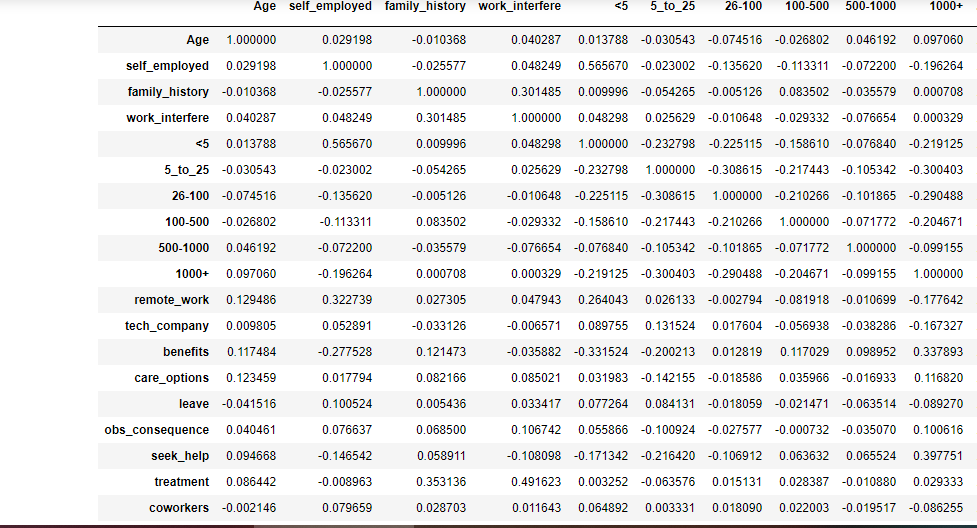 Age self_employed family_history work_interfere <5 5_to_25 26-100 100-500 500-1000 1000+
Age 1.000000 0.029198 -0.010368 0.040287 0.013788 -0.030543 -0.074516 -0.026802 0.046192 0.097060
self_employed 0.029198 1.000000 -0.025577 0.048249 0.565670 -0.023002 -0.135620 -0.113311 -0.072200 -0.196264
family_history -0.010368 -0.025577 1.000000 0.301485 0.009996 -0.054265 -0.005126 0.083502 -0.035579 0.000708
work_interfere 0.040287 0.048249 0.301485 1.000000 0.048298 0.025629 -0.010648 -0.029332 -0.076654 0.000329
<5 0.013788 0.565670 0.009996 0.048298 1.000000 -0.232798 -0.225115 -0.158610 -0.076840 -0.219125
5_to_25 -0.030543 -0.023002 -0.054265 0.025629 -0.232798 1.000000 -0.308615 -0.217443 -0.105342 -0.300403
26-100 -0.074516 -0.135620 -0.005126 -0.010648 -0.225115 -0.308615 1.000000 -0.210266 -0.101865 -0.290488
100-500 -0.026802 -0.113311 0.083502 -0.029332 -0.158610 -0.217443 -0.210266 1.000000 -0.071772 -0.204671
500-1000 0.046192 -0.072200 -0.035579 -0.076654 -0.076840 -0.105342 -0.101865 -0.071772 1.000000 -0.099155
1000+ 0.097060 -0.196264 0.000708 0.000329 -0.219125 -0.300403 -0.290488 -0.204671 -0.099155 1.000000
remote_work 0.129486 0.322739 0.027305 0.047943 0.264043 0.026133 -0.002794 -0.081918 -0.010699 -0.177642
tech_company 0.009805 0.052891 -0.033126 -0.006571 0.089755 0.131524 0.017604 -0.056938 -0.038286 -0.167327
benefits 0.117484 -0.277528 0.121473 -0.035882 -0.331524 -0.200213 0.012819 0.117029 0.098952 0.337893
care_options 0.123459 0.017794 0.082166 0.085021 0.031983 -0.142155 -0.018586 0.035966 -0.016933 0.116820
leave -0.041516 0.100524 0.005436 0.033417 0.077264 0.084131 -0.018059 -0.021471 -0.063514 -0.089270
obs_consequence 0.040461 0.076637 0.068500 0.106742 0.055866 -0.100924 -0.027577 -0.000732 -0.035070 0.100616
seek_help 0.094668 -0.146542 0.058911 -0.108098 -0.171342 -0.216420 -0.106912 0.063632 0.065524 0.397751
treatment 0.086442 -0.008963 0.353136 0.491623 0.003252 -0.063576 0.015131 0.028387 -0.010880 0.029333
coworkers -0.002146 0.079659 0.028703 0.011643 0.064892 0.003331 0.018090 0.022003 -0.019517 -0.086255